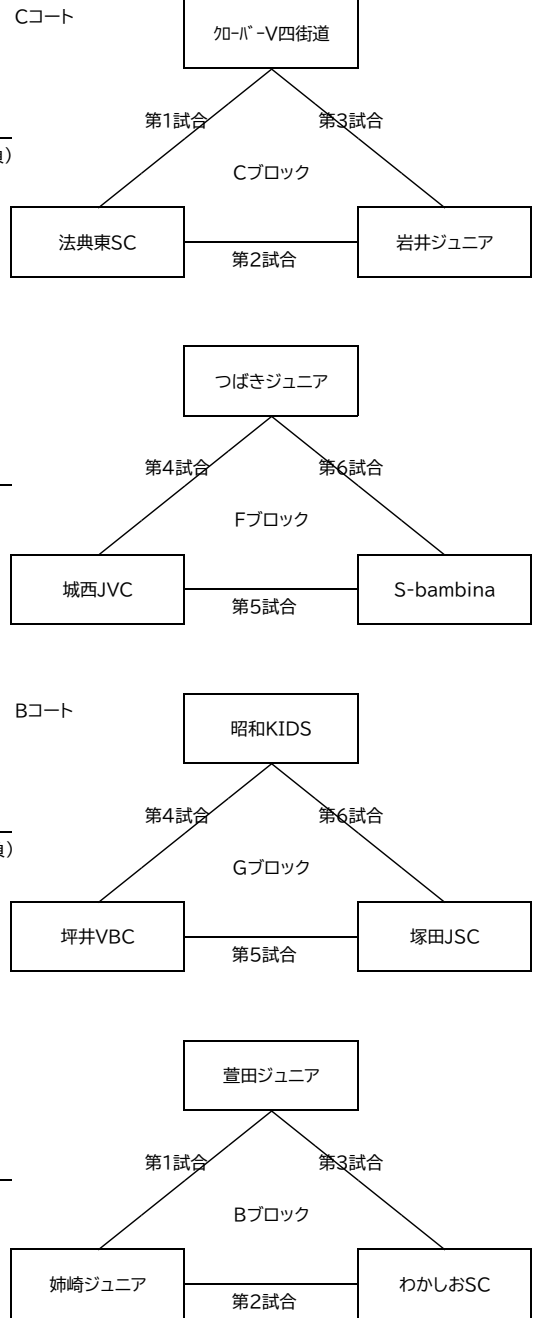 Cコート
ｸﾛｰﾊﾞｰV四街道
第1試合
第3試合
Cブロック
法典東SC
岩井ジュニア
第2試合
つばきジュニア
第4試合
第6試合
Fブロック
城西JVC
S-bambina
第5試合
Bコート
昭和KIDS
第4試合
第6試合
Gブロック
坪井VBC
塚田JSC
第5試合
萱田ジュニア
第1試合
第3試合
Bブロック
姉崎ジュニア
わかしおSC
第2試合